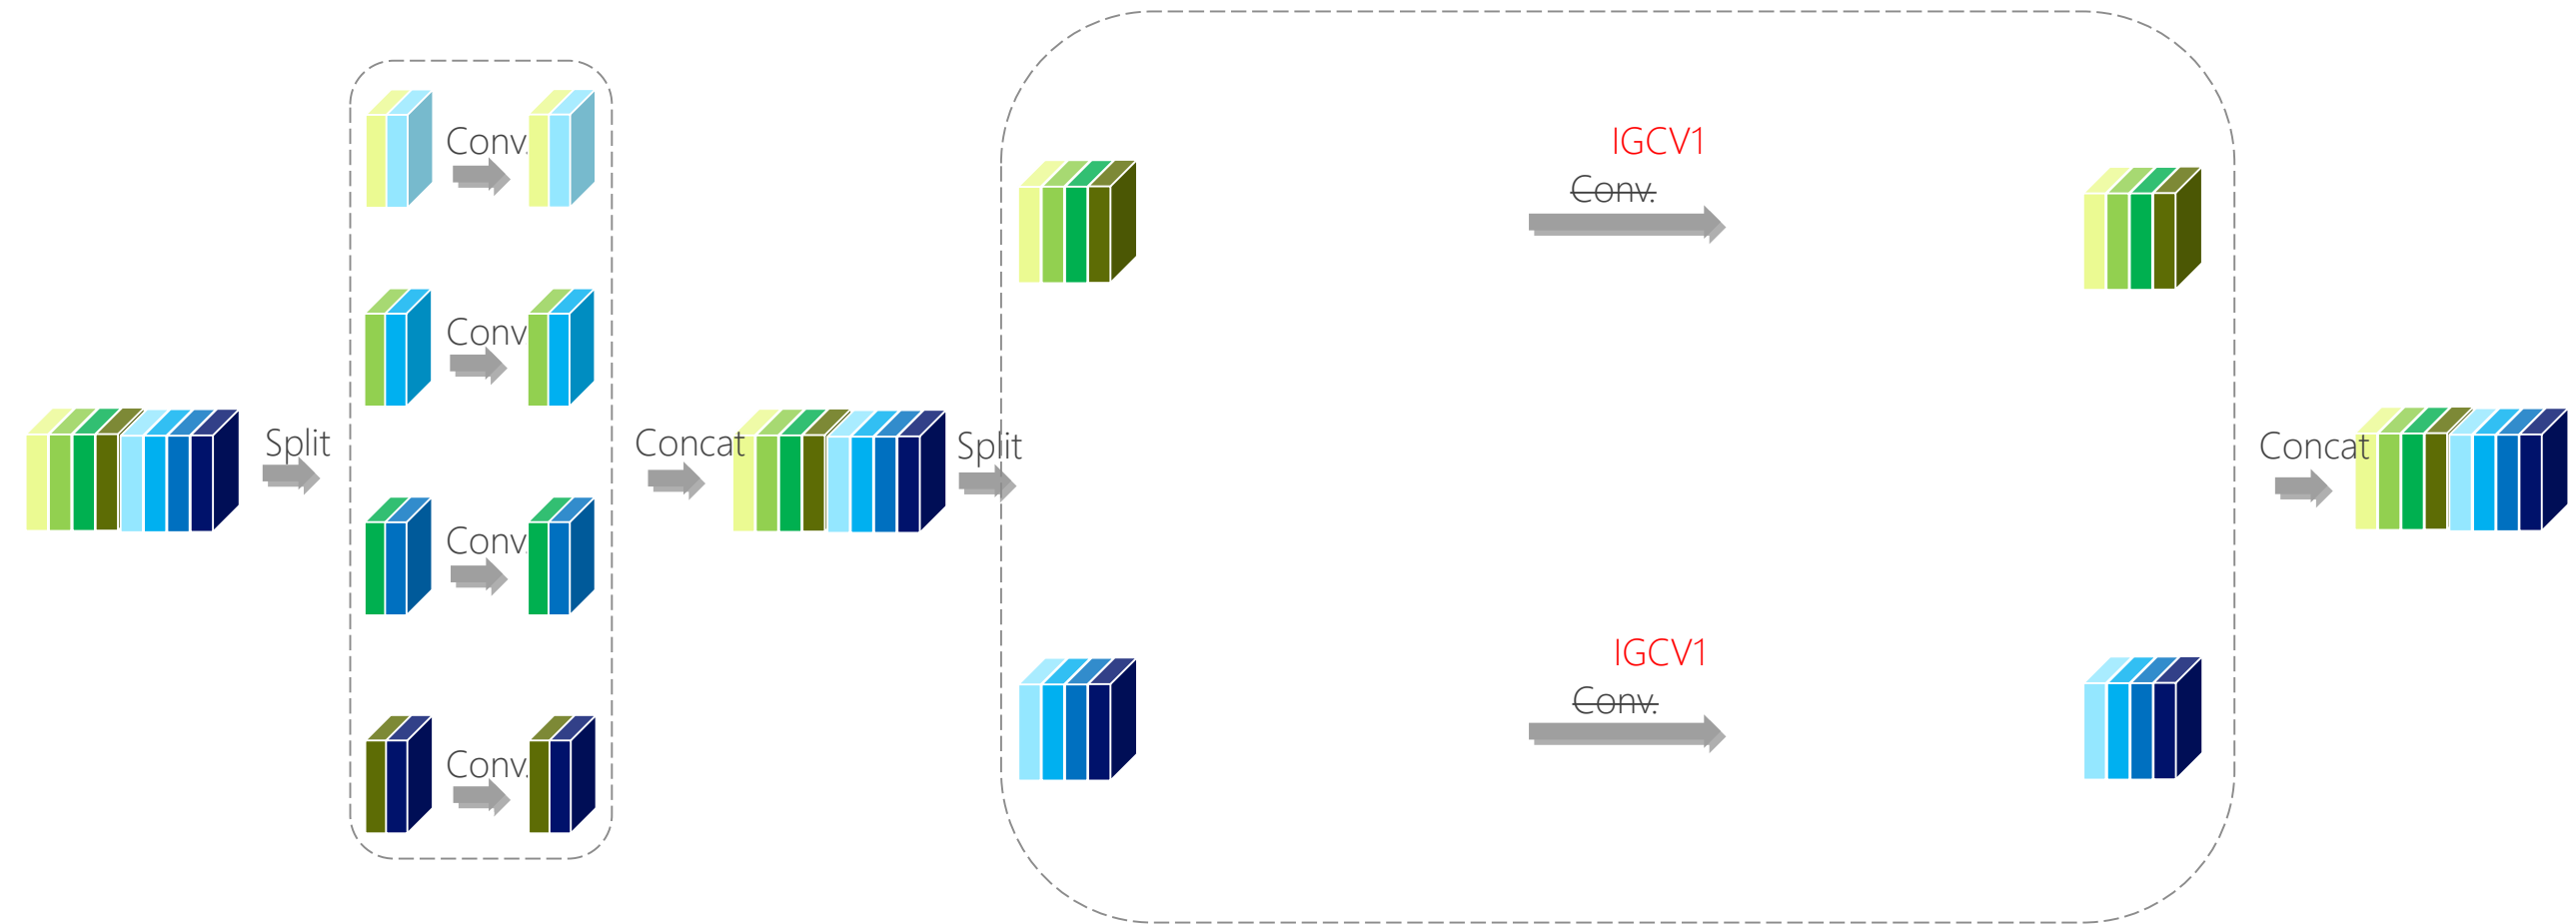 Split
Conv.
Conv
Conv.
Conv.
Concat
Split
IGCV1
Conv.
IGCV1
Conv.
Concat